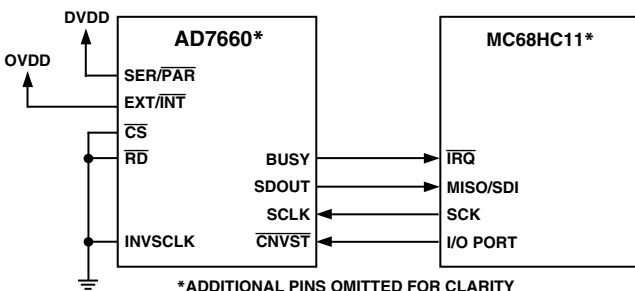 DVDD
AD7660*
MC68HC11*
OVDD
SER/PAR
EXT/INT
CS
RD
BUSY
IRQ
SDOUT
MISO/SDI
SCLK
SCK
INVSCLK
CNVST
I/O PORT
*ADDITIONAL PINS OMITTED FOR CLARITY